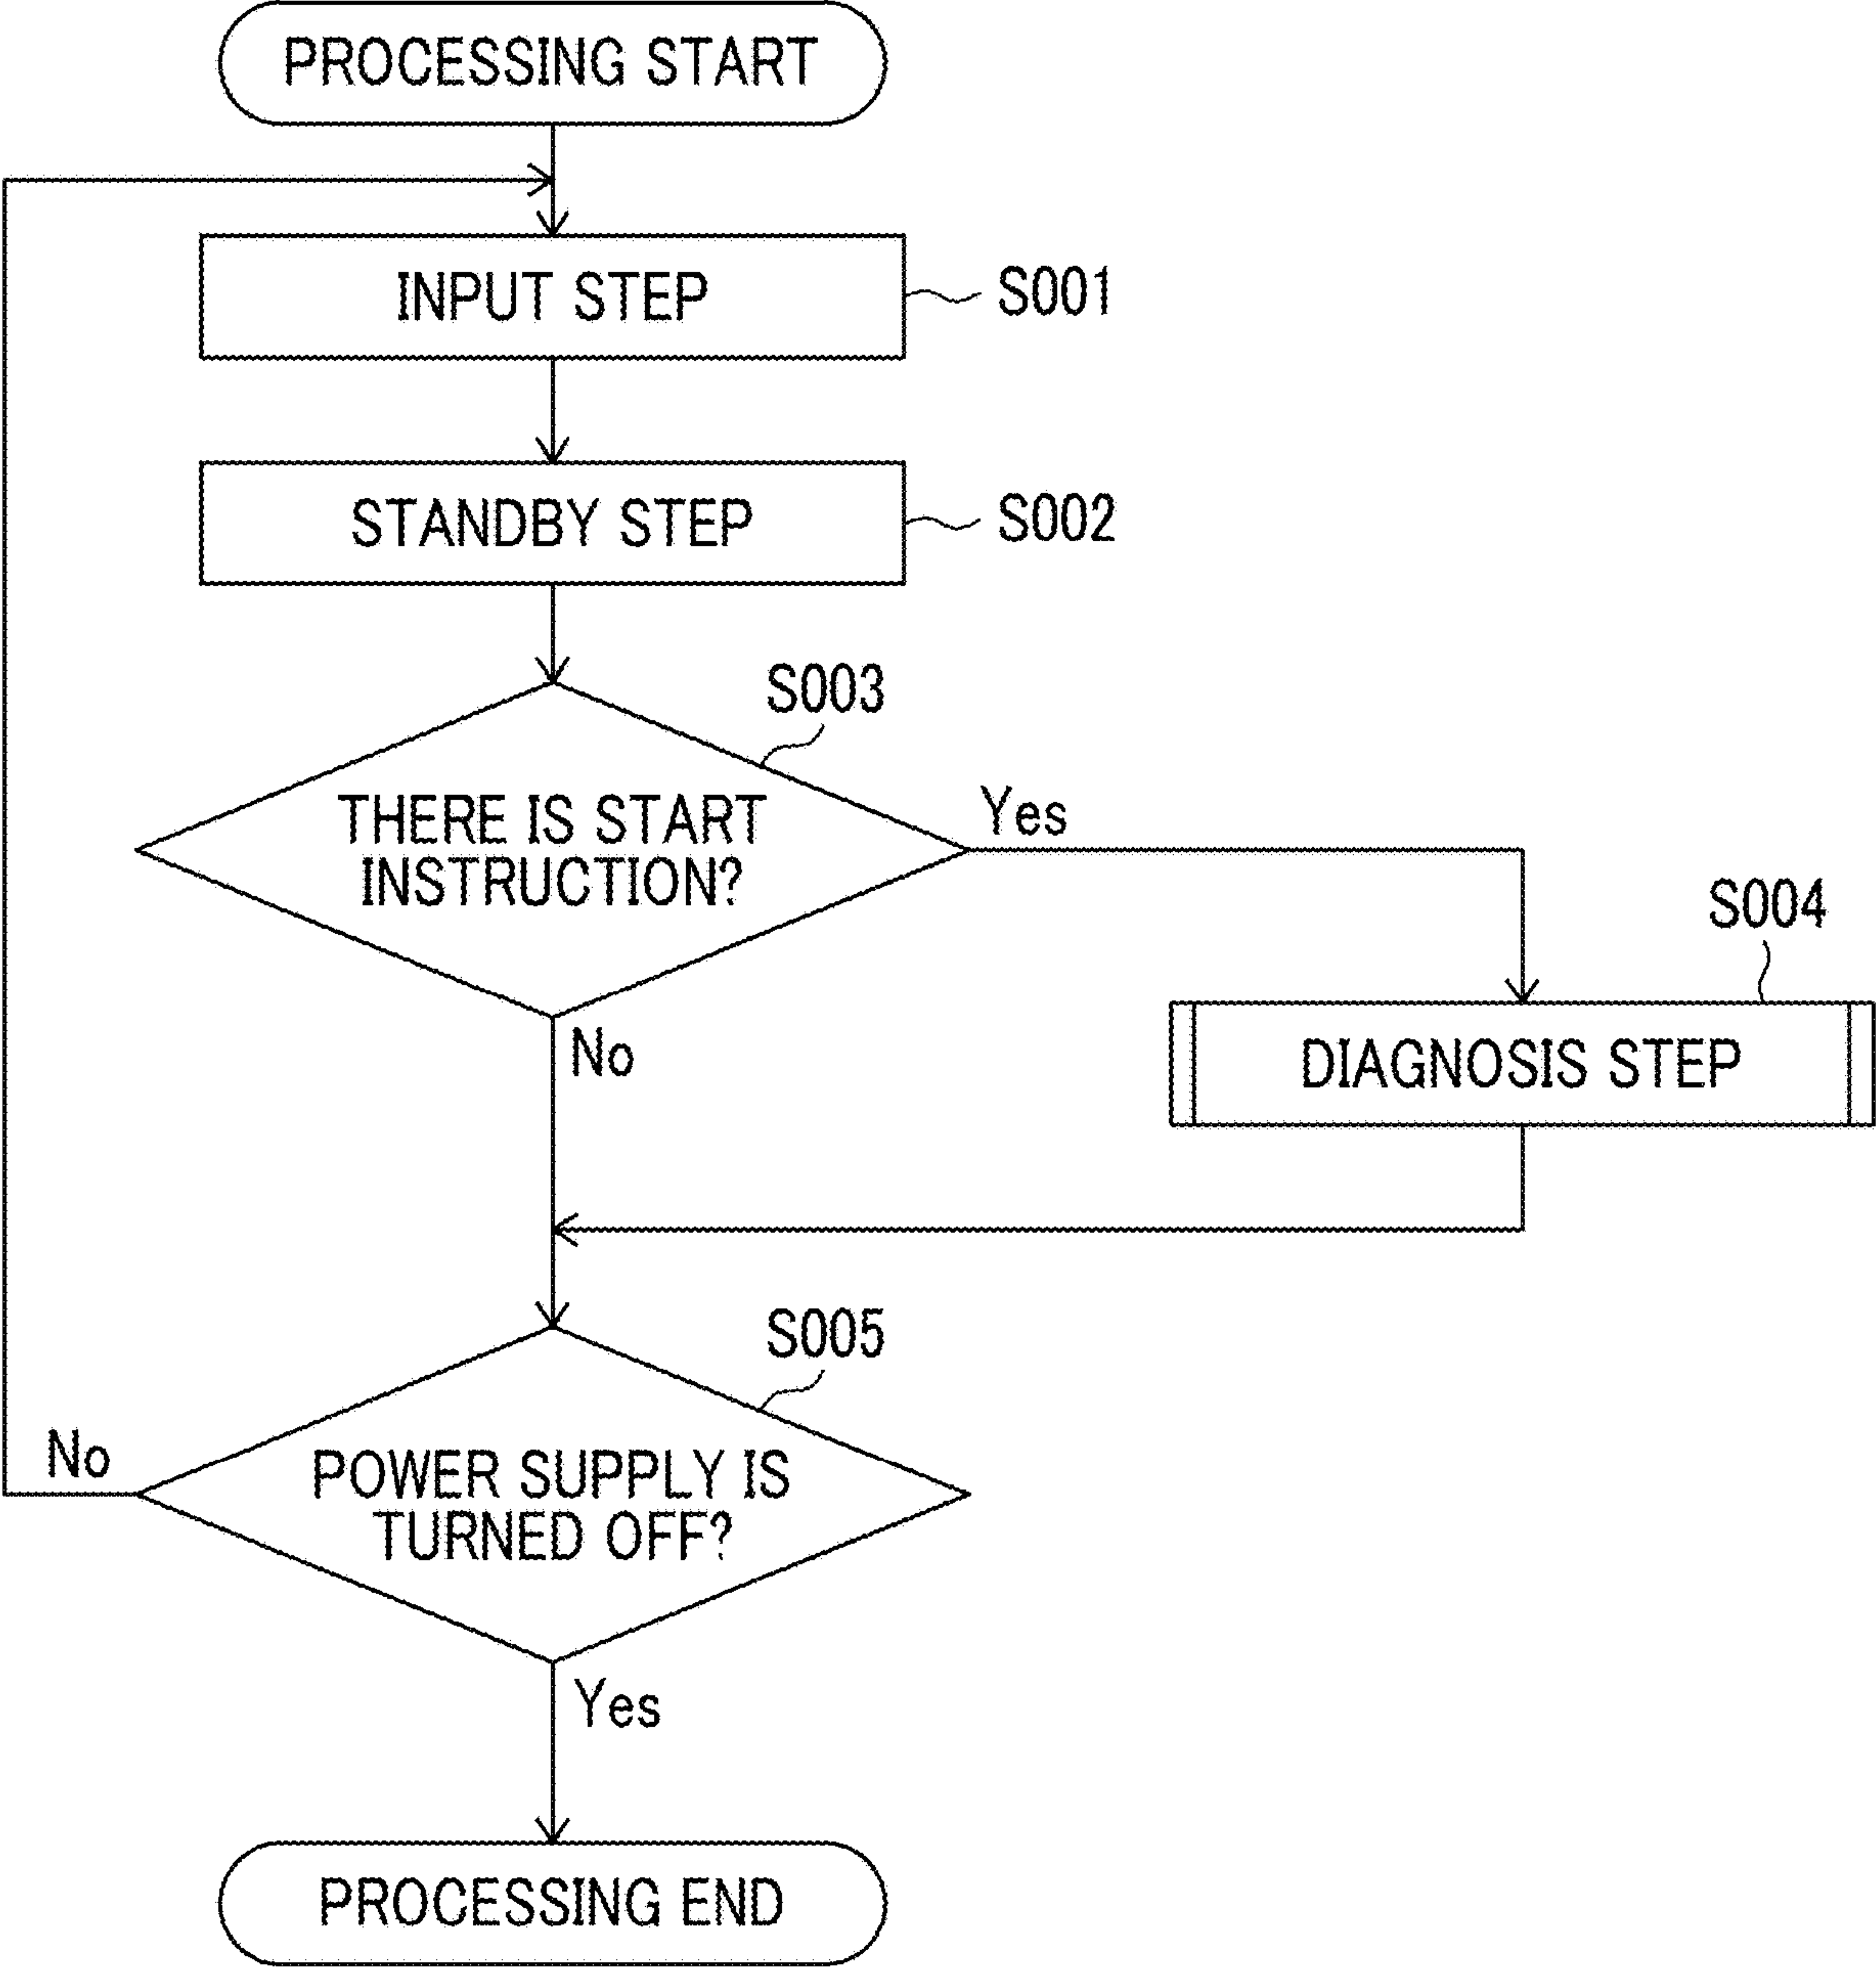 PROCESSING START
INPUT STEP
S001
STANDBY STEP
S002
S003
THERE IS START
INSTRUCTION?
Yes
No
S004
DIAGNOSIS STEP
S005
POWER SUPPLY IS
TURNED OFF?
No
Yes
PROCESSING END